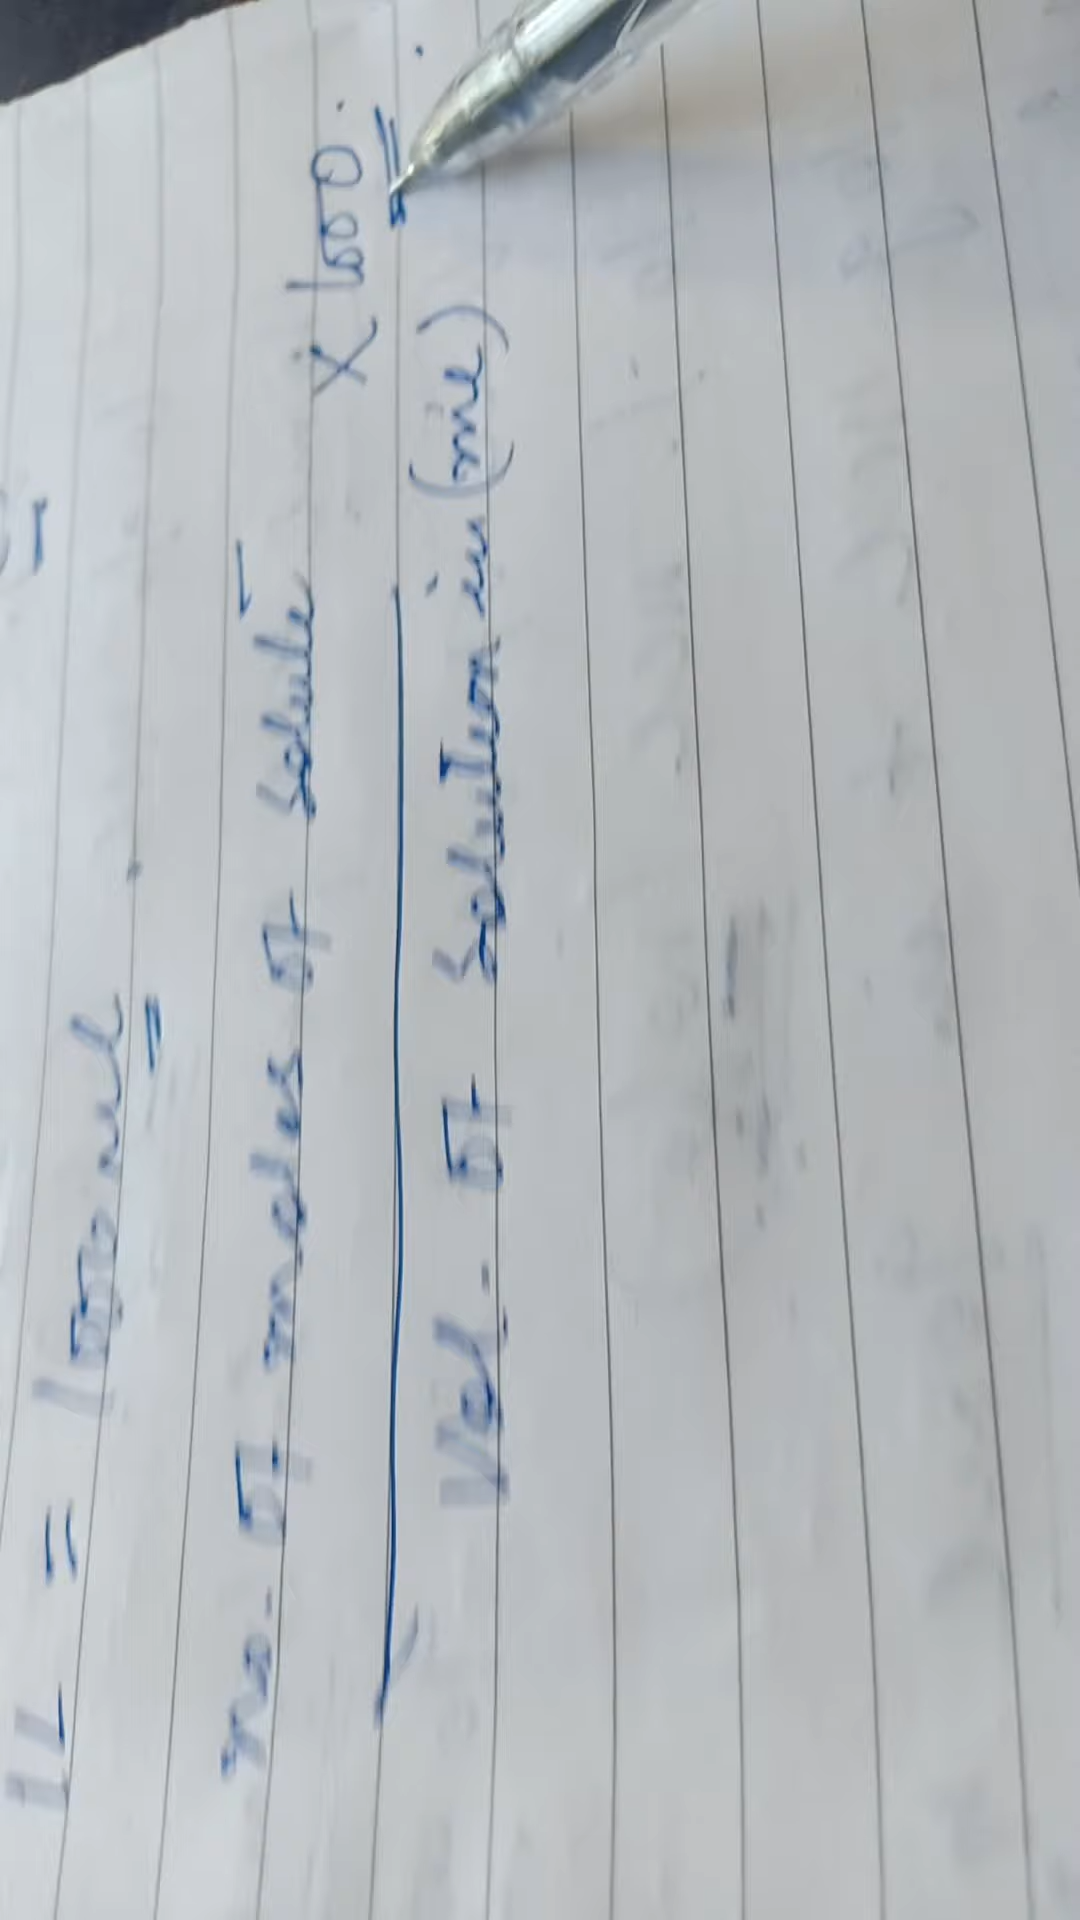 1L = 1000 ml
no. of moles of solute X 1000.
Vol. of solution in (ml)